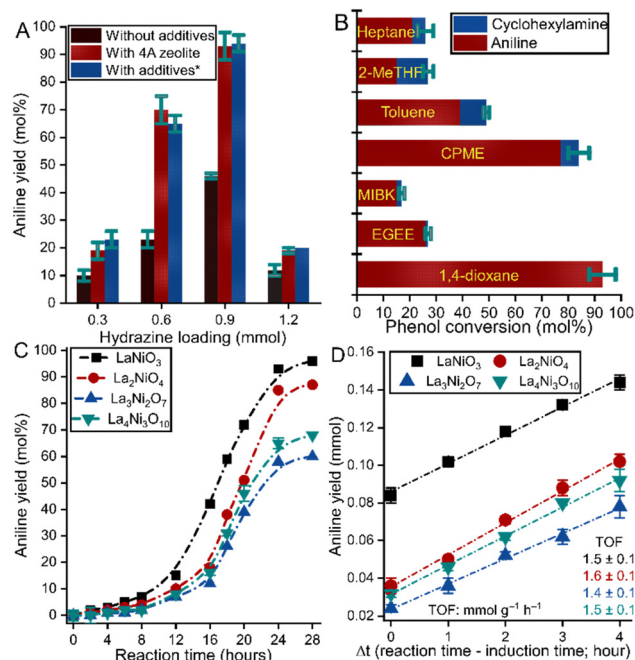 A
Without additives
With 4A zeolite
With additives*
Aniline yield (mol%)
100
90
80
70
60
50
40
30
20
10
0
0.3 0.6 0.9 1.2
Hydrazine loading (mmol)
B
Cyclohexylamine
Aniline
Heptane
2-MeTHF
Toluene
CPME
MIBK
EGEE
1,4-dioxane
0 10 20 30 40 50 60 70 80 90 100
Phenol conversion (mol%)
C
LaNiO₃
La₂NiO₄
La₃Ni₂O₇
La₄Ni₃O₁₀
Aniline yield (mol%)
100
90
80
70
60
50
40
30
20
10
0
0 4 8 12 16 20 24 28
Reaction time (hours)
D
LaNiO₃ La₂NiO₄
La₃Ni₂O₇ La₄Ni₃O₁₀
Aniline yield (mmol)
0.16
0.14
0.12
0.10
0.08
0.06
0.04
0.02
TOF
1.5 ± 0.1
1.6 ± 0.1
1.4 ± 0.1
1.5 ± 0.1
TOF: mmol g⁻¹ h⁻¹
0 1 2 3 4
Δt (reaction time - induction time; hour)